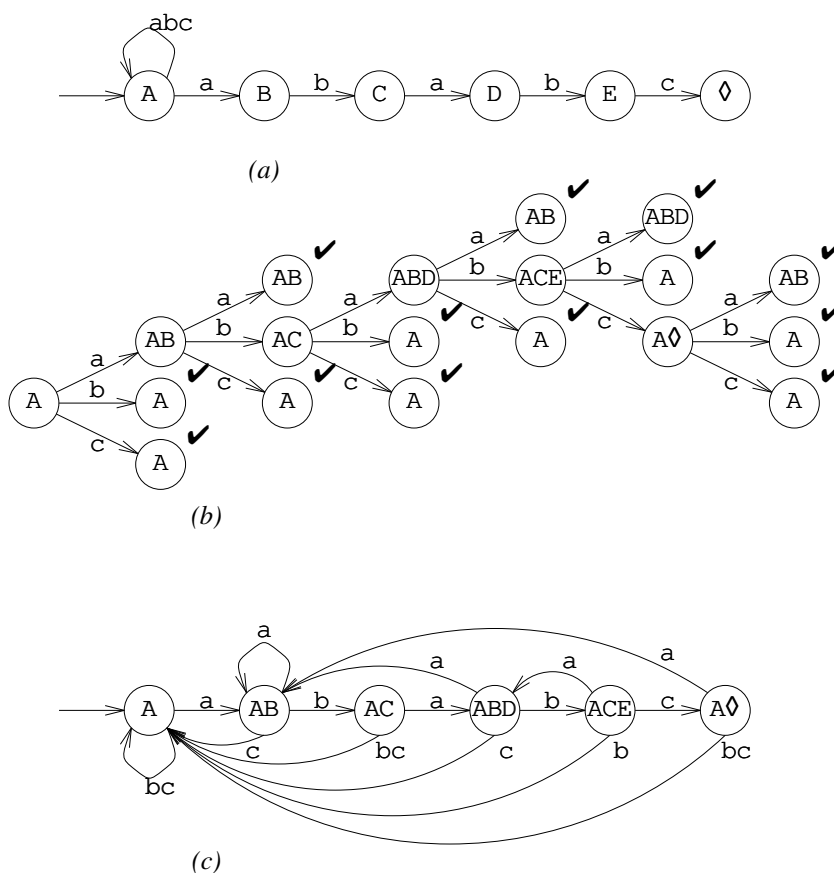 abc
A a B b C a D b E c ◊
(a)
AB ✔ ABD ✔
a a
AB ✔ ABD b ACE b A ✔
a a c c a AB ✔
AB b AC b A ✔ A ✔ A◊ b A ✔
a c c c
A b A ✔ A ✔ A ✔ A ✔
c
A ✔
(b)
a
a
a a
A a AB b AC a ABD b ACE c A◊
c bc c b bc
bc
(c)